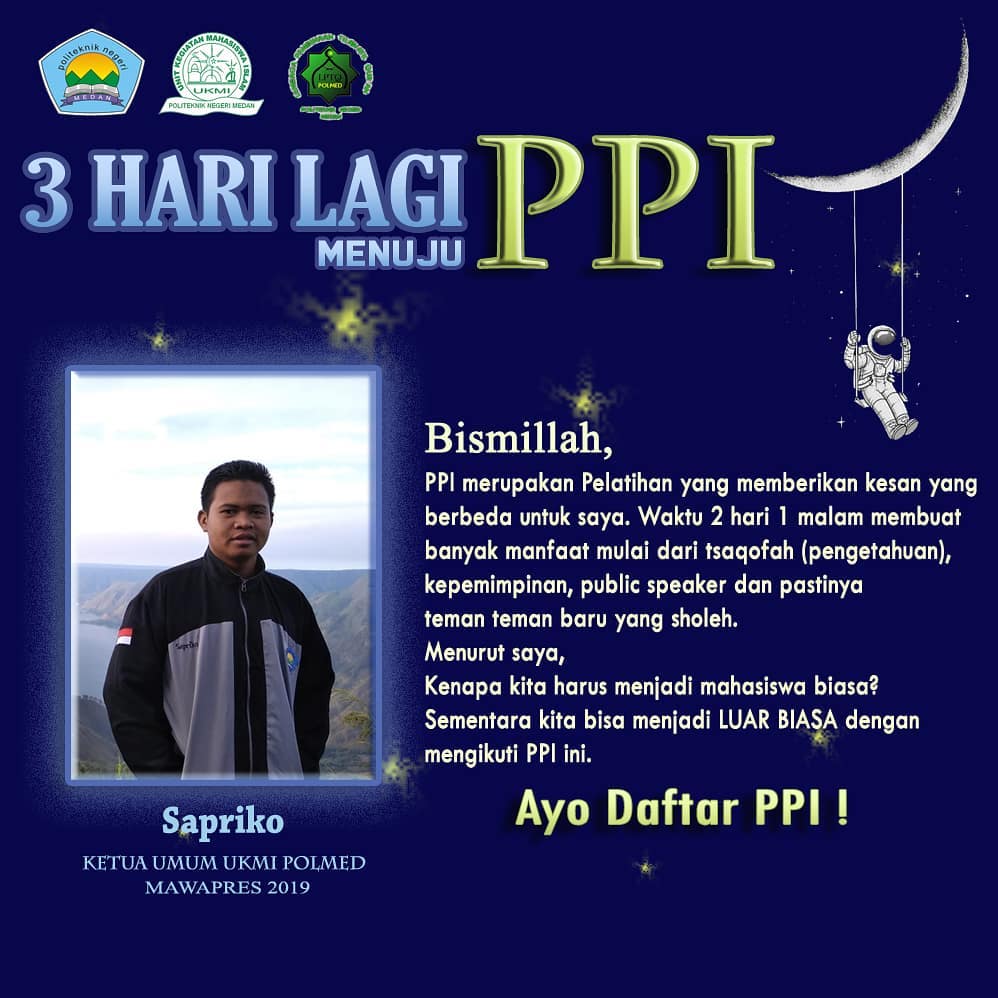 politeknik negeri
MEDAN
UNIT KEGIATAN MAHASISWA ISLAM
UKMI
POLITEKNIK NEGERI MEDAN
LPTQ
POLMED
3 HARI LAGI
MENUJU
PPI
Bismillah,
PPI merupakan Pelatihan yang memberikan kesan yang
berbeda untuk saya. Waktu 2 hari 1 malam membuat
banyak manfaat mulai dari tsaqofah (pengetahuan),
kepemimpinan, public speaker dan pastinya
teman teman baru yang sholeh.
Menurut saya,
Kenapa kita harus menjadi mahasiswa biasa?
Sementara kita bisa menjadi LUAR BIASA dengan
mengikuti PPI ini.
Ayo Daftar PPI !
Sapriko
KETUA UMUM UKMI POLMED
MAWAPRES 2019